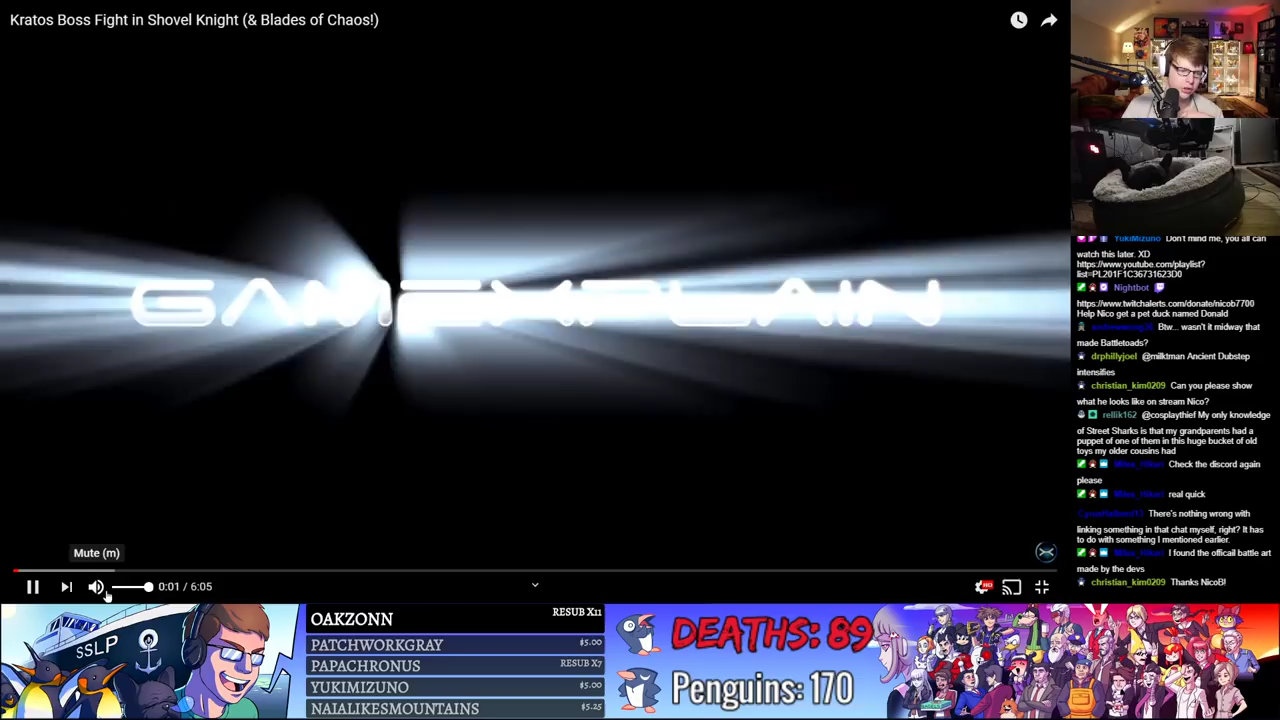 Kratos Boss Fight in Shovel Knight (& Blades of Chaos!)
GAMEXPLAIN
YukiMizuno Don't mind me, you all can
watch this later. XD
https://www.youtube.com/playlist?
list=PL201F1C36731623D0
Nightbot
https://www.twitchalerts.com/donate/nicob7700
Help Nico get a pet duck named Donald
Btw... wasn't it midway that
made Battletoads?
drphillyjoel @milktman Ancient Dubstep
intensifies
christian_kim0209 Can you please show
what he looks like on stream Nico?
rellik162 @cosplaythief My only knowledge
of Street Sharks is that my grandparents had a
puppet of one of them in this huge bucket of old
toys my older cousins had
Check the discord again
please
real quick
There's nothing wrong with
linking something in that chat myself, right? It has
to do with something I mentioned earlier.
I found the officail battle art
made by the devs
christian_kim0209 Thanks NicoB!
Mute (m)
0:01 / 6:05
HD
SSLP
OAKZONN RESUB X11
PATCHWORKGRAY $5.00
PAPACHRONUS RESUB X7
YUKIMIZUNO $5.00
NAIALIKESMOUNTAINS $5.25
DEATHS: 89
Penguins: 170